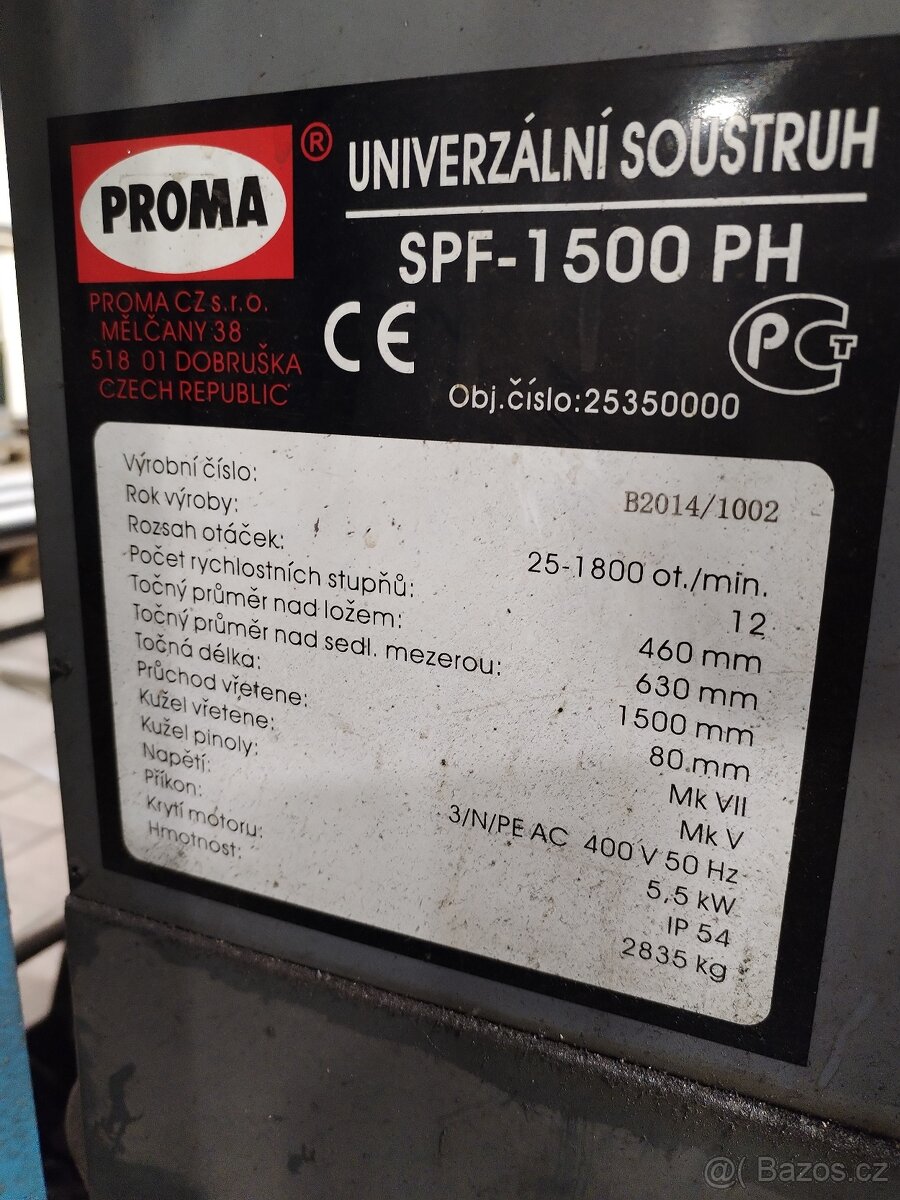 PROMA
®
UNIVERZÁLNÍ SOUSTRUH
SPF-1500 PH
PROMA CZ s.r.o.
MĚLČANY 38
518 01 DOBRUŠKA
CZECH REPUBLIC
CE
PCT
Obj.číslo:25350000
Výrobní číslo: B2014/1002
Rok výroby:
Rozsah otáček: 25-1800 ot./min.
Počet rychlostních stupňů: 12
Točný průměr nad ložem: 460 mm
Točný průměr nad sedl. mezerou: 630 mm
Točná délka: 1500 mm
Průchod vřetene: 80.mm
Kužel vřetene: Mk VII
Kužel pinoly: Mk V
Napětí: 3/N/PE AC 400 V 50 Hz
Příkon: 5,5 kW
Krytí mótoru: IP 54
Hmotnost: 2835 kg
@( Bazos.cz